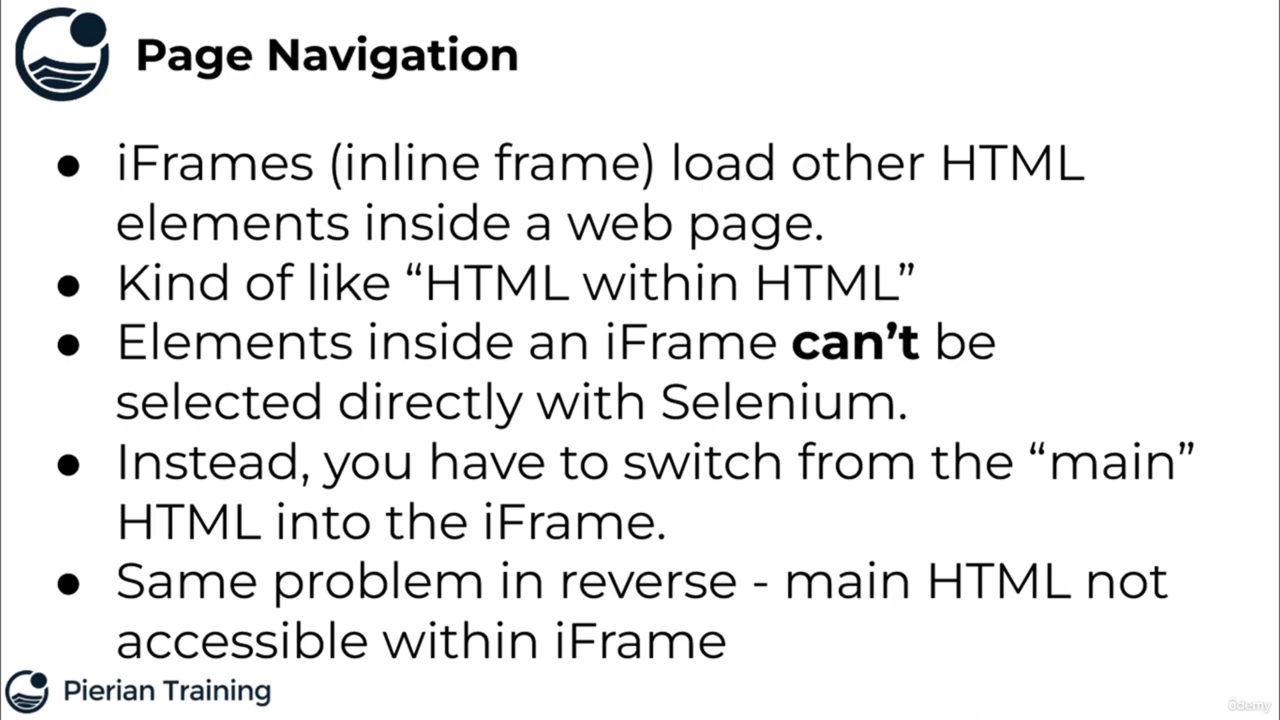 Page Navigation
● iFrames (inline frame) load other HTML
elements inside a web page.
● Kind of like “HTML within HTML”
● Elements inside an iFrame can’t be
selected directly with Selenium.
● Instead, you have to switch from the “main”
HTML into the iFrame.
● Same problem in reverse - main HTML not
accessible within iFrame
Pierian Training
ûdemy